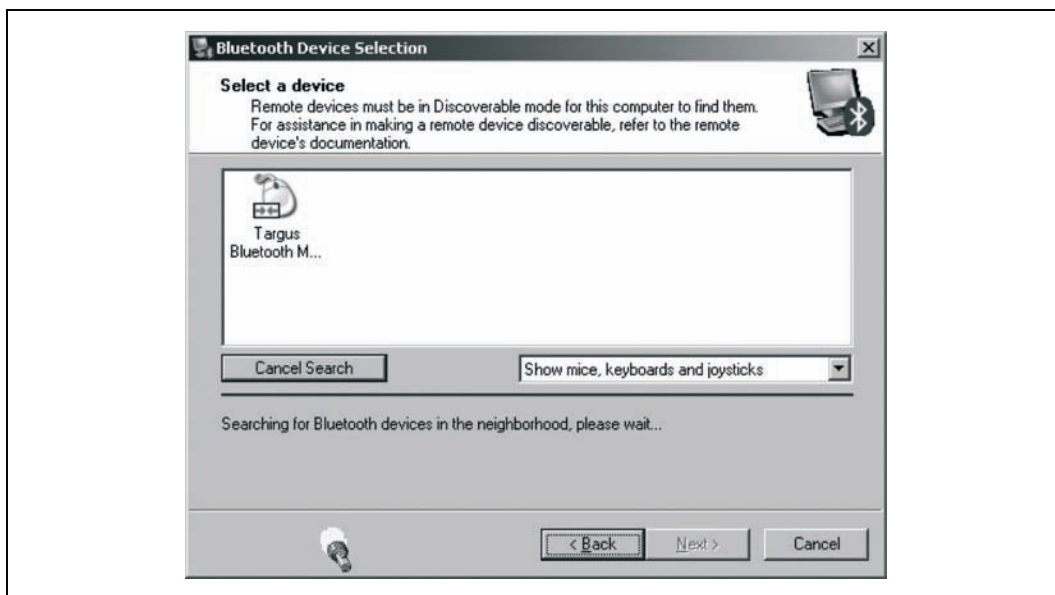 Bluetooth Device Selection
Select a device
Remote devices must be in Discoverable mode for this computer to find them.
For assistance in making a remote device discoverable, refer to the remote
device's documentation.
Targus
Bluetooth M...
Cancel Search
Show mice, keyboards and joysticks
Searching for Bluetooth devices in the neighborhood, please wait...
< Back
Next >
Cancel